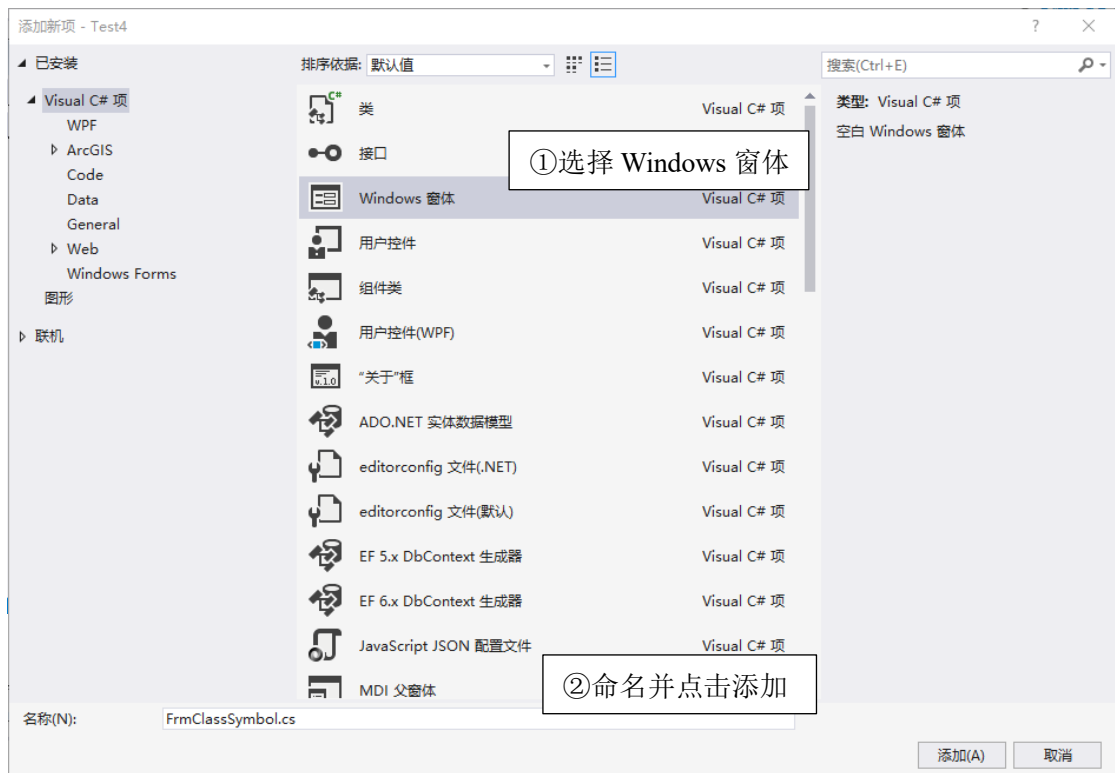 添加新项 - Test4
?
已安装
Visual C# 项
WPF
ArcGIS
Code
Data
General
Web
Windows Forms
图形
联机
排序依据: 默认值
搜索(Ctrl+E)
C# 类 Visual C# 项
接口
①选择 Windows 窗体
Windows 窗体 Visual C# 项
用户控件 Visual C# 项
组件类 Visual C# 项
用户控件(WPF) Visual C# 项
v.1.0 “关于”框 Visual C# 项
ADO.NET 实体数据模型 Visual C# 项
editorconfig 文件(.NET) Visual C# 项
editorconfig 文件(默认) Visual C# 项
EF 5.x DbContext 生成器 Visual C# 项
EF 6.x DbContext 生成器 Visual C# 项
JavaScript JSON 配置文件 Visual C# 项
MDI 父窗体
②命名并点击添加
类型: Visual C# 项
空白 Windows 窗体
名称(N): FrmClassSymbol.cs
添加(A) 取消